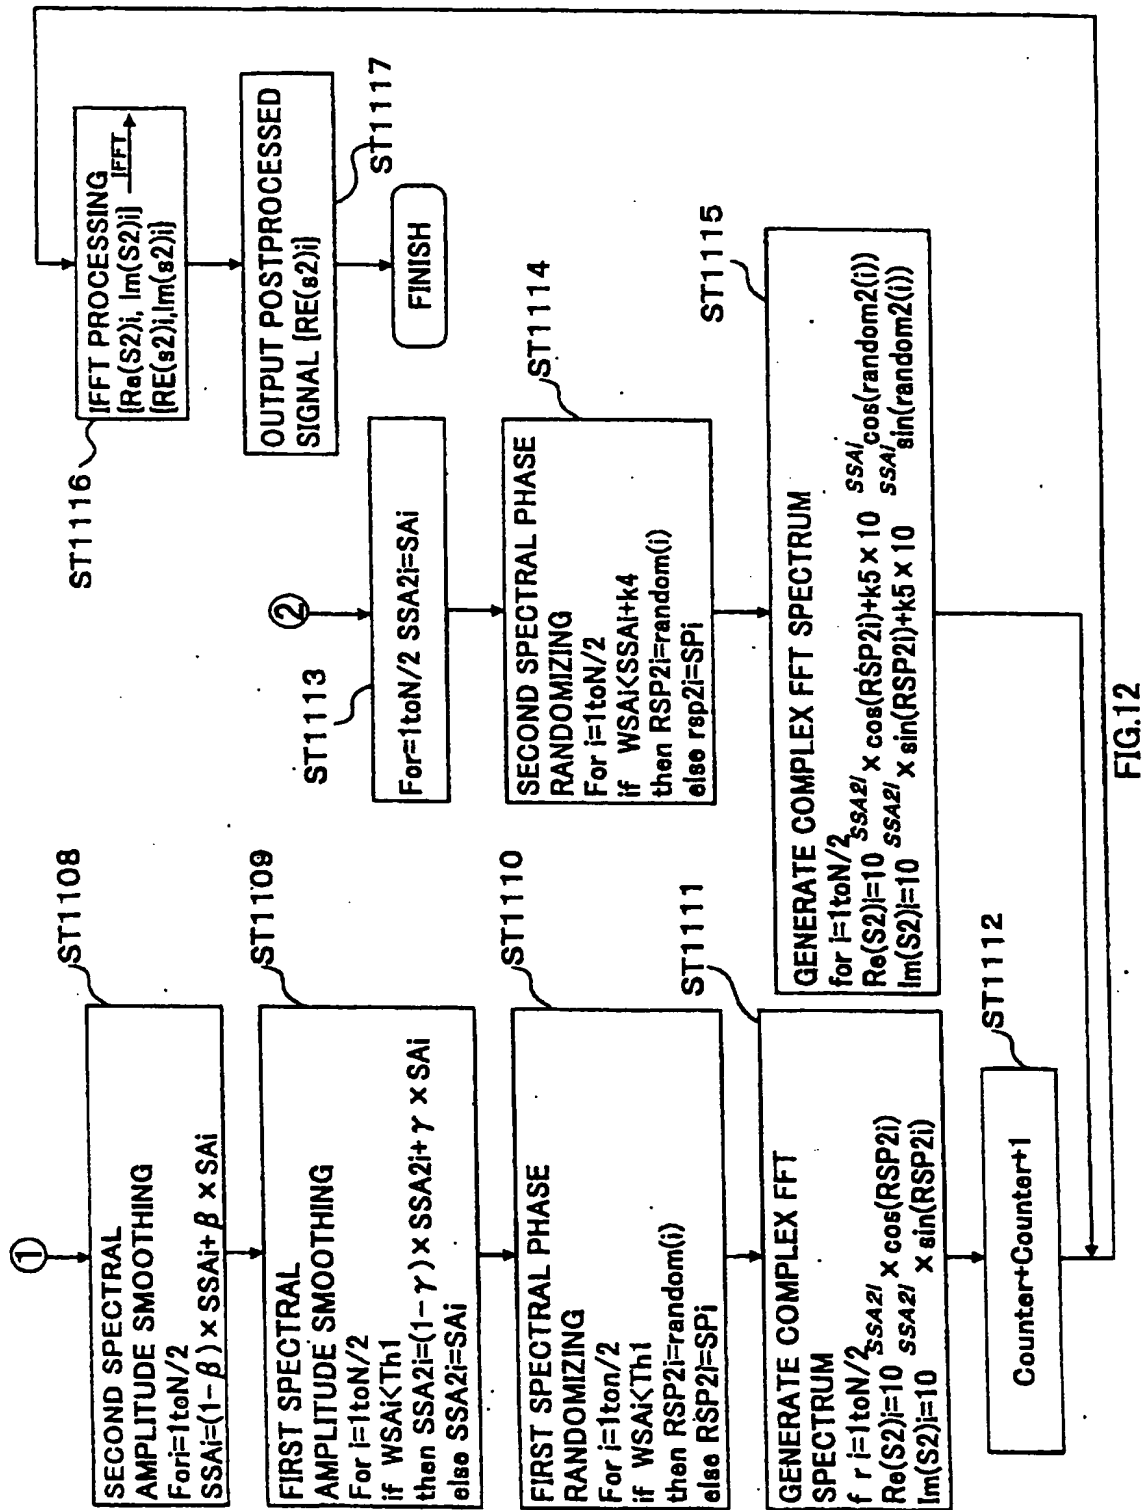 ①
ST1108
SECOND SPECTRAL
AMPLITUDE SMOOTHING
Fori=1toN/2
SSAi=(1-β)×SSAi+β×SAi
ST1109
FIRST SPECTRAL
AMPLITUDE SMOOTHING
For i=1toN/2
if WSAi<Th1
then SSA2i=(1-γ)×SSA2i+γ×SAi
else SSA2i=SAi
ST1110
FIRST SPECTRAL PHASE
RANDOMIZING
For i=1ton/2
if WSAi<Th1
then RSP2i=random(i)
else RSP2i=SPi
ST1111
GENERATE COMPLEX FFT
SPECTRUM
f r i=1toN/2
Re(S2)i=10 SSA2i × cos(RSP2i)
Im(S2)i=10 SSA2i × sin(RSP2i)
ST1112
Counter+Counter+1
②
ST1113
For=1toN/2 SSA2i=SAi
ST1114
SECOND SPECTRAL PHASE
RANDOMIZING
For i=1toN/2
if WSAi<SSAi+k4
then RSP2i=random(i)
else rsp2i=SPi
ST1115
GENERATE COMPLEX FFT SPECTRUM
for i=1toN/2
Re(S2)i=10 SSA2i × cos(RSP2i)+k5×10 SSAi cos(random2(i))
Im(S2)i=10 SSA2i × sin(RSP2i)+k5×10 SSAi sin(random2(i))
ST1116
IFFT PROCESSING
{Re(S2)i, Im(S2)i} IFFT
{RE(s2)i,Im(s2)i}
ST1117
OUTPUT POSTPROCESSED
SIGNAL {RE(s2)i}
FINISH
FIG.12